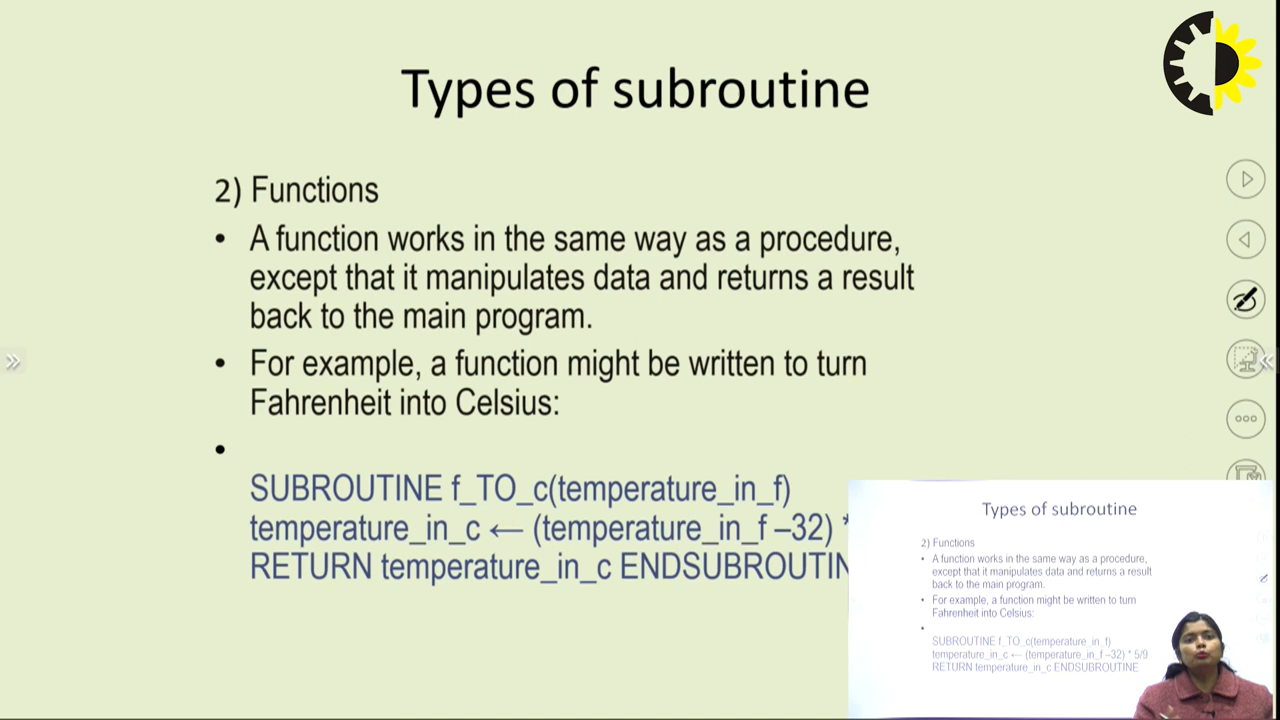 Types of subroutine
2) Functions
• A function works in the same way as a procedure,
except that it manipulates data and returns a result
back to the main program.
• For example, a function might be written to turn
Fahrenheit into Celsius:
•
SUBROUTINE f_TO_c(temperature_in_f)
temperature_in_c ← (temperature_in_f –32) *
RETURN temperature_in_c ENDSUBROUTIN
Types of subroutine
2) Functions
• A function works in the same way as a procedure,
except that it manipulates data and returns a result
back to the main program.
• For example, a function might be written to turn
Fahrenheit into Celsius:
•
SUBROUTINE f_TO_c(temperature_in_f)
temperature_in_c ← (temperature_in_f –32) * 5/9
RETURN temperature_in_c ENDSUBROUTINE